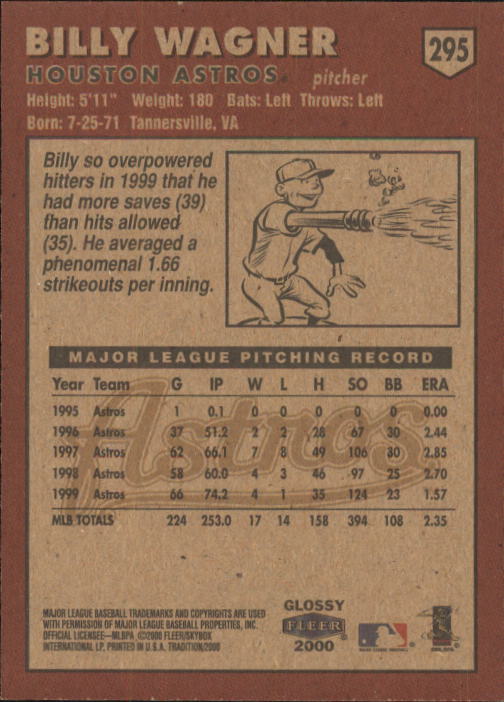 BILLY WAGNER
295
HOUSTON ASTROS
pitcher
Height: 5'11" Weight: 180 Bats: Left Throws: Left
Born: 7-25-71 Tannersville, VA
Billy so overpowered
hitters in 1999 that he
had more saves (39)
than hits allowed
(35). He averaged a
phenomenal 1.66
strikeouts per inning.
MAJOR LEAGUE PITCHING RECORD
Year Team G IP W L H SO BB ERA
1995 Astros 1 0.1 0 0 0 0 0 0.00
1996 Astros 37 51.2 2 2 28 67 30 2.44
1997 Astros 62 66.1 7 8 49 106 30 2.85
1998 Astros 58 60.0 4 3 46 97 25 2.70
1999 Astros 66 74.2 4 1 35 124 23 1.57
MLB TOTALS 224 253.0 17 14 158 394 108 2.35
Astros
MAJOR LEAGUE BASEBALL TRADEMARKS AND COPYRIGHTS ARE USED
WITH PERMISSION OF MAJOR LEAGUE BASEBALL PROPERTIES, INC.
OFFICIAL LICENSEE—MLBPA, ©2000 FLEER/SKYBOX
INTERNATIONAL LP, PRINTED IN U.S.A. TRADITION/2000
GLOSSY
FLEER
2000